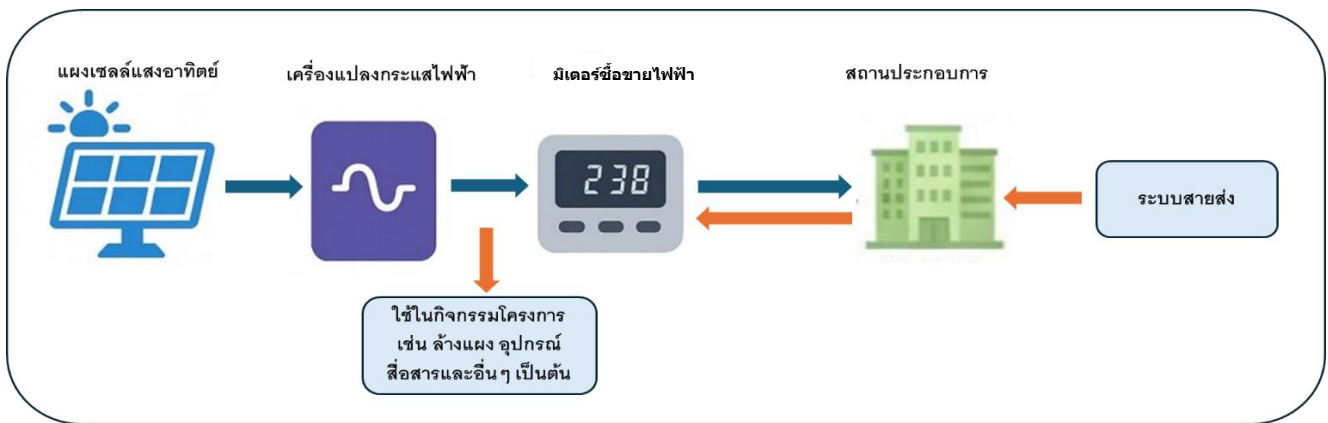 แผงเซลล์แสงอาทิตย์
เครื่องแปลงกระแสไฟฟ้า
มิเตอร์ซื้อขายไฟฟ้า
สถานประกอบการ
238
ระบบสายส่ง
ใช้ในกิจกรรมโครงการ
เช่น ล้างแผง อุปกรณ์
สื่อสารและอื่นๆ เป็นต้น